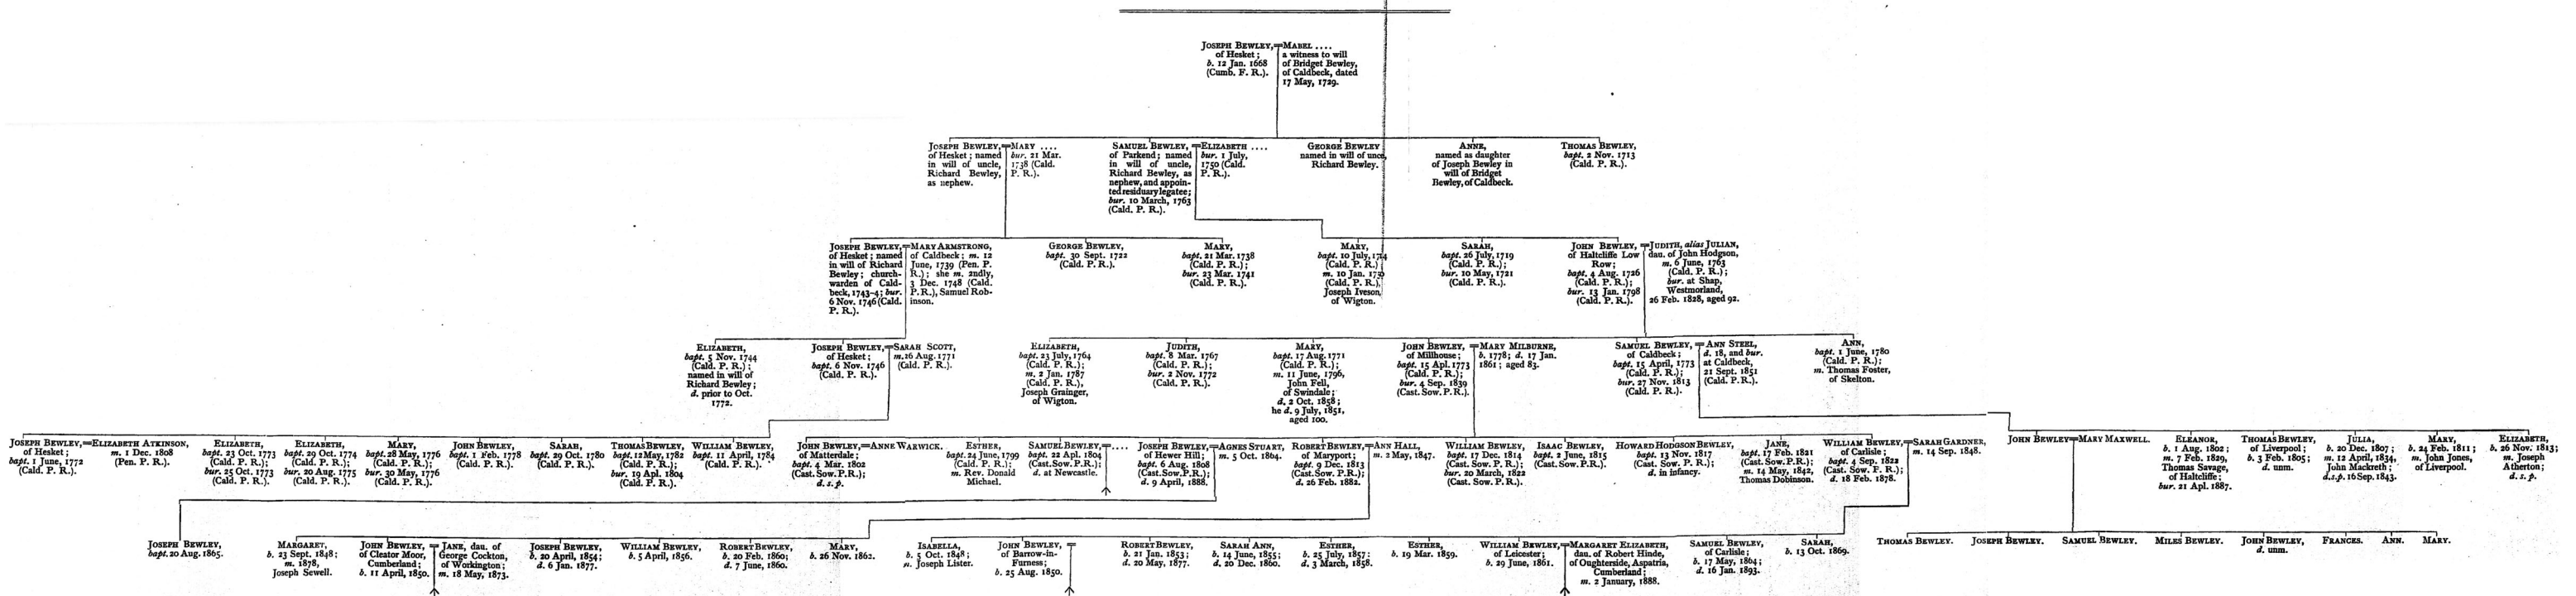 JOSEPH BEWLEY,
of Hesket;
b. 12 Jan. 1668
(Cumb. F. R.).
MABEL ....
a witness to will
of Bridget Bewley,
of Caldbeck, dated
17 May, 1729.
JOSEPH BEWLEY,
of Hesket; named
in will of uncle,
Richard Bewley,
as nephew.
MARY ....
bur. 21 Mar.
1738 (Cald.
P. R.).
SAMUEL BEWLEY,
of Parkend; named
in will of uncle,
Richard Bewley, as
nephew, and appoin-
ted residuary legatee;
bur. 10 March, 1763
(Cald. P. R.).
ELIZABETH ....
bur. 1 July,
1750 (Cald.
P. R.).
GEORGE BEWLEY
named in will of unce,
Richard Bewley.
ANNE,
named as daughter
of Joseph Bewley in
will of Bridget
Bewley, of Caldbeck.
THOMAS BEWLEY,
bapt. 2 Nov. 1713
(Cald. P. R.).
JOSEPH BEWLEY,
of Hesket; named
in will of Richard
Bewley; church-
warden of Cald-
beck, 1743-4; bur.
6 Nov. 1746 (Cald.
P. R.).
MARY ARMSTRONG,
of Caldbeck; m. 12
June, 1739 (Pen. P.
R.); she m. 2ndly,
3 Dec. 1748 (Cald.
P.R.), Samuel Rob-
inson.
GEORGE BEWLEY,
bapt. 30 Sept. 1722
(Cald. P. R.).
MARY,
bapt. 21 Mar. 1738
(Cald. P. R.);
bur. 23 Mar. 1741
(Cald. P. R.).
MARY,
bapt. 10 July,
(Cald. P. R.)
m. 10 Jan.
(Cald. P. R.),
Joseph Iveson,
of Wigton.
SARAH,
bapt. 26 July, 1719
(Cald. P. R.);
bur. 10 May, 1721
(Cald. P. R.).
JOHN BEWLEY,
of Haltcliffe Low
Row;
bapt. 4 Aug. 1726
(Cald. P. R.);
bur. 13 Jan. 1798
(Cald. P. R.).
JUDITH, alias JULIAN,
dau. of John Hodgson,
m. 6 June, 1763
(Cald. P. R.);
bur. at Shap,
Westmorland,
26 Feb. 1828, aged 92.
ELIZABETH,
bapt. 5 Nov. 1744
(Cald. P. R.);
named in will of
Richard Bewley;
d. prior to Oct.
1772.
JOSEPH BEWLEY,
of Hesket;
bapt. 6 Nov. 1746
(Cald. P. R.).
SARAH SCOTT,
m. 26 Aug. 1771
(Cald. P. R.).
ELIZABETH,
bapt. 23 July, 1764
(Cald. P. R.);
m. 2 Jan. 1787
(Cald. P. R.),
Joseph Grainger,
of Wigton.
JUDITH,
bapt. 8 Mar. 1767
(Cald. P. R.);
bur. 2 Nov. 1772
(Cald. P. R.).
MARY,
bapt. 17 Aug. 1771
(Cald. P. R.);
m. 11 June, 1796,
John Fell,
of Swindale;
d. 2 Oct. 1858;
he d. 9 July, 1851,
aged 100.
JOHN BEWLEY,
of Millhouse;
bapt. 15 Apl. 1773
(Cald. P. R.);
bur. 4 Sep. 1839
(Cast. Sow. P. R.).
MARY MILBURNE,
b. 1778; d. 17 Jan.
1861; aged 83.
SAMUEL BEWLEY,
of Caldbeck;
bapt. 15 April, 1773
(Cald. P. R.);
bur. 27 Nov. 1813
(Cald. P. R.).
ANN STEEL,
d. 18, and bur.
at Caldbeck,
21 Sept. 1851
(Cald. P. R.).
ANN,
bapt. 1 June, 1780
(Cald. P. R.);
m. Thomas Foster,
of Skelton.
JOSEPH BEWLEY,
of Hesket;
bapt. 1 June, 1772
(Cald. P. R.).
ELIZABETH ATKINSON,
m. 1 Dec. 1808
(Pen. P. R.).
ELIZABETH,
bapt. 23 Oct. 1773
(Cald. P. R.);
bur. 25 Oct. 1773
(Cald. P. R.).
ELIZABETH,
bapt. 29 Oct. 1774
(Cald. P. R.);
bur. 20 Aug. 1775
(Cald. P. R.).
MARY,
bapt. 28 May, 1776
(Cald. P. R.);
bur. 30 May, 1776
(Cald. P. R.).
JOHN BEWLEY,
bapt. 1 Feb. 1778
(Cald. P. R.).
SARAH,
bapt. 29 Oct. 1780
(Cald. P. R.).
THOMAS BEWLEY,
bapt. 12 May, 1782
(Cald. P. R.);
bur. 19 Apl. 1804
(Cald. P. R.).
WILLIAM BEWLEY,
bapt. 11 April, 1784
(Cald. P. R.).
JOHN BEWLEY,
of Matterdale;
bapt. 4 Mar. 1802
(Cast. Sow. P.R.);
d. s. p.
ANNE WARWICK.
ESTHER,
bapt. 24 June, 1799
(Cald. P. R.);
m. Rev. Donald
Michael.
SAMUEL BEWLEY,
bapt. 22 Apl. 1804
(Cast. Sow. P.R.);
d. at Newcastle.
....
JOSEPH BEWLEY,
of Hewer Hill;
bapt. 6 Aug. 1808
(Cast. Sow. P.R.);
d. 9 April, 1888.
AGNES STUART,
m. 5 Oct. 1864.
ROBERT BEWLEY,
of Maryport;
bapt. 9 Dec. 1813
(Cast. Sow. P.R.);
d. 26 Feb. 1882.
ANN HALL,
m. 2 May, 1847.
WILLIAM BEWLEY,
bapt. 17 Dec. 1814
(Cast. Sow. P. R.);
bur. 20 March, 1822
(Cast. Sow. P.R.).
ISAAC BEWLEY,
bapt. 2 June, 1815
(Cast. Sow. P.R.).
HOWARD HODGSON BEWLEY,
bapt. 13 Nov. 1817
(Cast. Sow. P. R.);
d. in infancy.
JANE,
bapt. 17 Feb. 1821
(Cast. Sow. P.R.);
m. 14 May, 1842,
Thomas Dobinson.
WILLIAM BEWLEY,
of Carlisle;
bapt. 4 Sep. 1822
(Cast. Sow. P. R.);
d. 18 Feb. 1878.
SARAH GARDNER,
m. 14 Sep. 1848.
JOHN BEWLEY
MARY MAXWELL.
ELEANOR,
b. 1 Aug. 1802;
m. 7 Feb. 1829,
Thomas Savage,
of Haltcliffe;
bur. 21 Apl. 1887.
THOMAS BEWLEY,
of Liverpool;
b. 3 Feb. 1805;
d. unm.
JULIA,
b. 20 Dec. 1807;
m. 12 April, 1834,
John Mackreth;
d.s.p. 16 Sep. 1843.
MARY,
b. 24 Feb. 1811;
m. John Jones,
of Liverpool.
ELIZABETH,
b. 26 Nov. 1813;
m. Joseph
Atherton;
d. s. p.
JOSEPH BEWLEY,
bapt. 20 Aug. 1865.
MARGARET,
b. 23 Sept. 1848;
m. 1878,
Joseph Sewell.
JOHN BEWLEY,
of Cleator Moor,
Cumberland;
b. 11 April, 1850.
JANE, dau. of
George Cockton,
of Workington;
m. 18 May, 1873.
JOSEPH BEWLEY,
b. 20 April, 1854;
d. 6 Jan. 1877.
WILLIAM BEWLEY,
b. 5 April, 1856.
ROBERT BEWLEY,
b. 20 Feb. 1860;
d. 7 June, 1860.
MARY,
b. 26 Nov. 1862.
ISABELLA,
b. 5 Oct. 1848;
m. Joseph Lister.
JOHN BEWLEY,
of Barrow-in-
Furness;
b. 25 Aug. 1850.
ROBERT BEWLEY,
b. 21 Jan. 1853;
d. 20 May, 1877.
SARAH ANN,
b. 14 June, 1855;
d. 20 Dec. 1860.
ESTHER,
b. 25 July, 1857:
d. 3 March, 1858.
ESTHER,
b. 19 Mar. 1859.
WILLIAM BEWLEY,
of Leicester;
b. 29 June, 1861.
MARGARET ELIZABETH,
dau. of Robert Hinde,
of Oughterside, Aspatria,
Cumberland;
m. 2 January, 1888.
SAMUEL BEWLEY,
of Carlisle;
b. 17 May, 1864;
d. 16 Jan. 1893.
SARAH,
b. 13 Oct. 1869.
THOMAS BEWLEY.
JOSEPH BEWLEY.
SAMUEL BEWLEY.
MILES BEWLEY.
JOHN BEWLEY,
d. unm.
FRANCES.
ANN.
MARY.